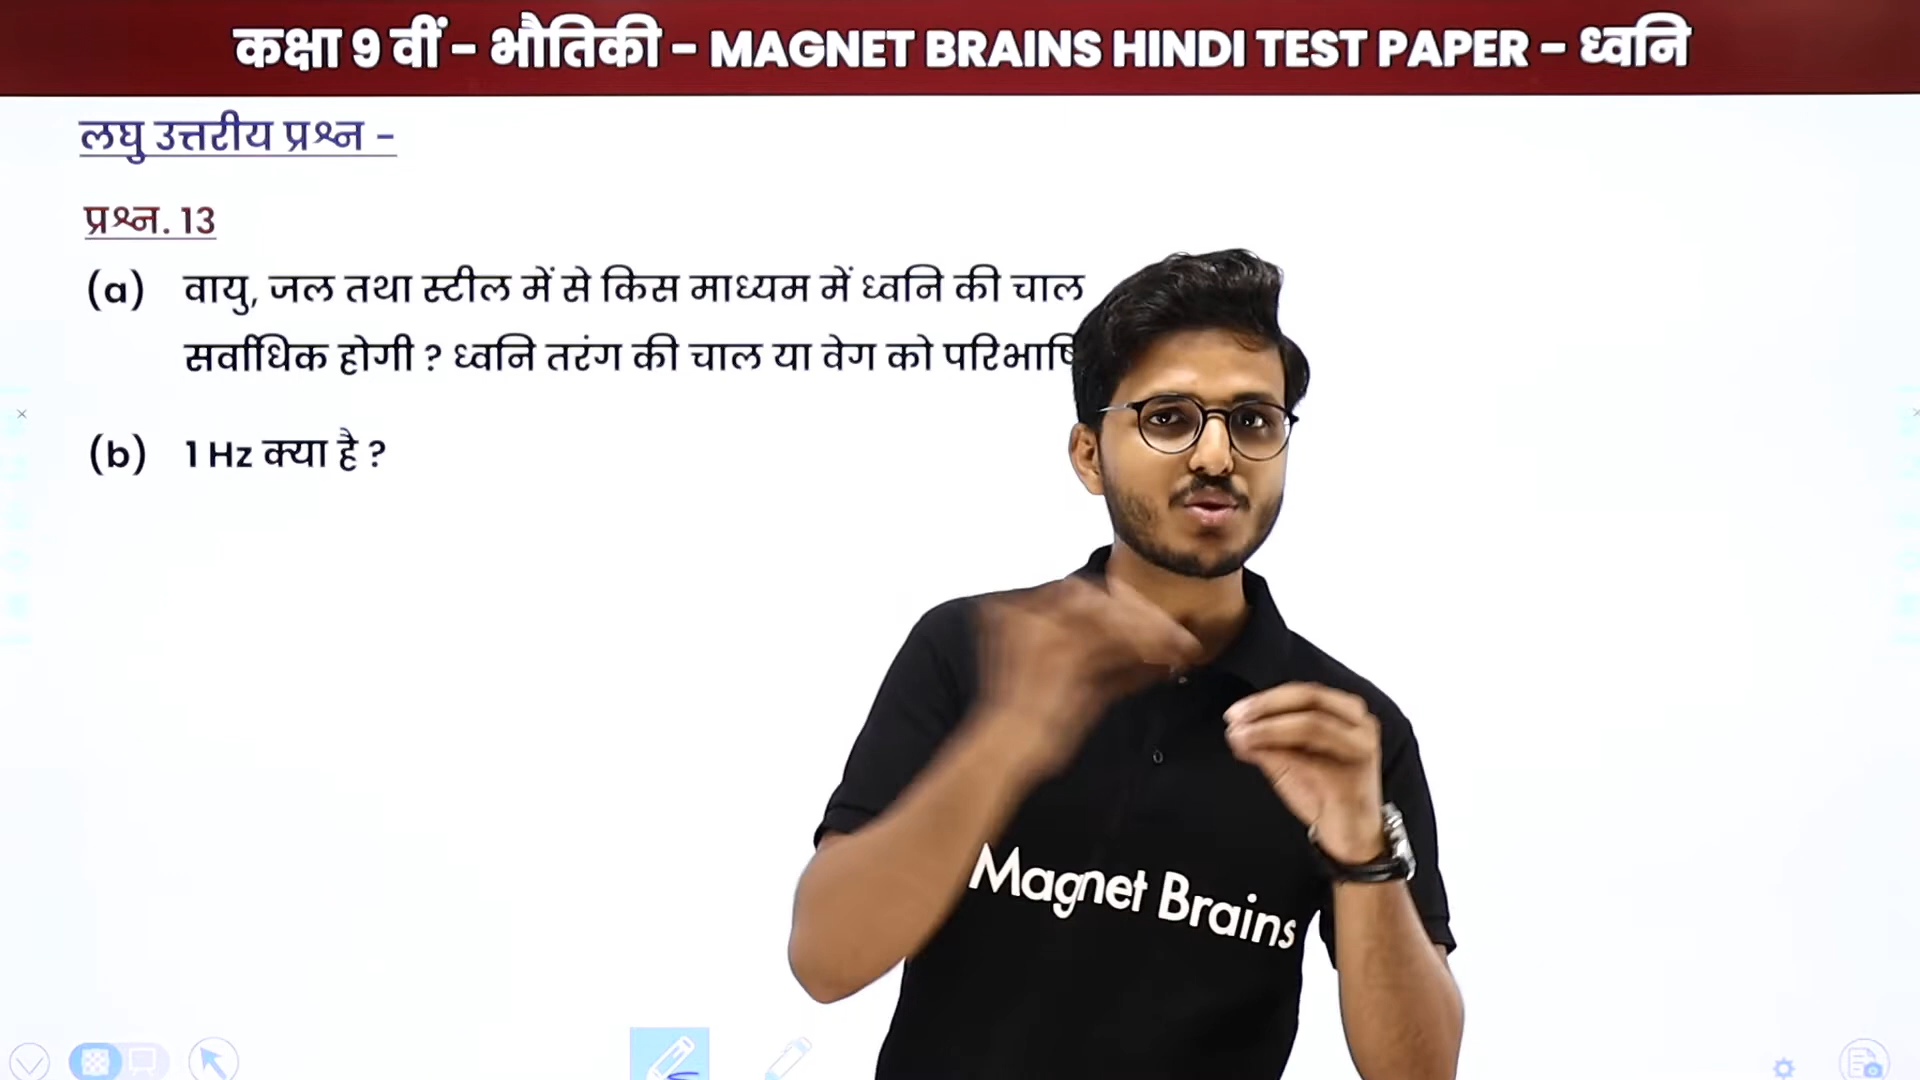 कक्षा 9 वीं - भौतिकी - MAGNET BRAINS HINDI TEST PAPER - ध्वनि
लघु उत्तरीय प्रश्न -
प्रश्न. 13
(a) वायु, जल तथा स्टील में से किस माध्यम में ध्वनि की चाल
सर्वाधिक होगी ? ध्वनि तरंग की चाल या वेग को
(b) 1 Hz क्या है ?
Magnet Brains